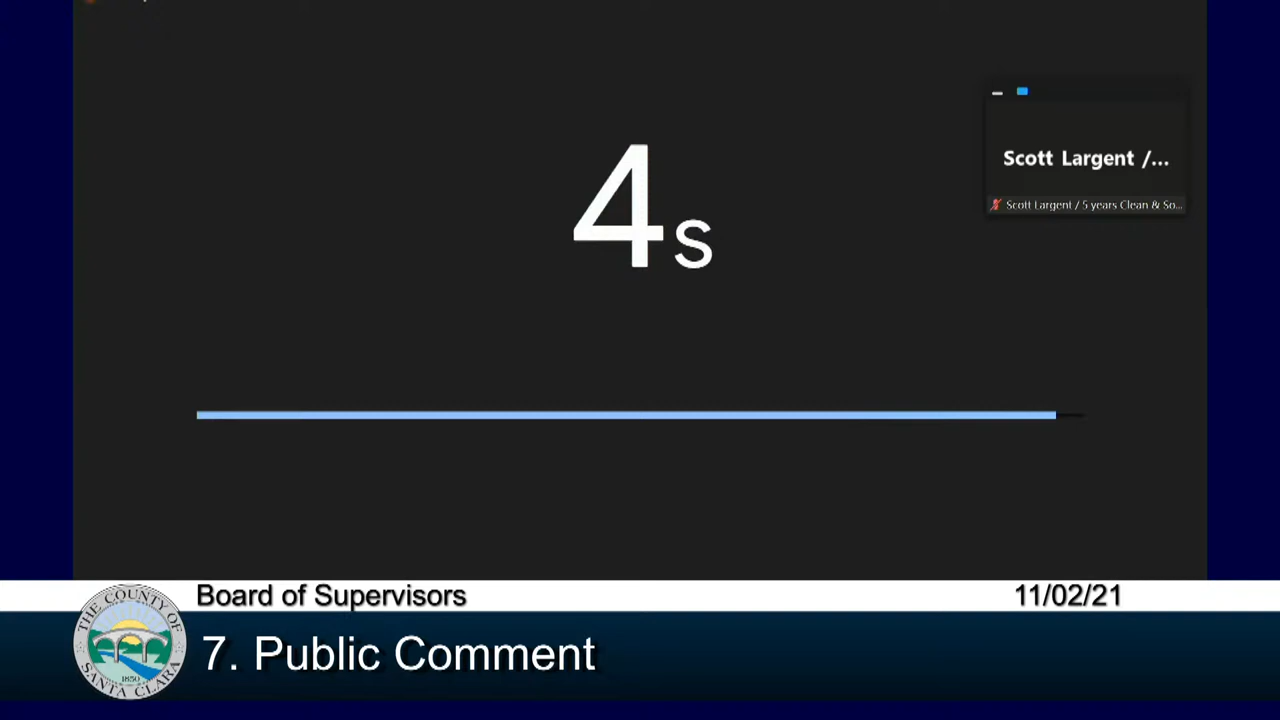 4s
Scott Largent /...
Scott Largent / 5 years Clean & So...
Board of Supervisors
11/02/21
7. Public Comment
THE COUNTY OF
SANTA CLARA
1850